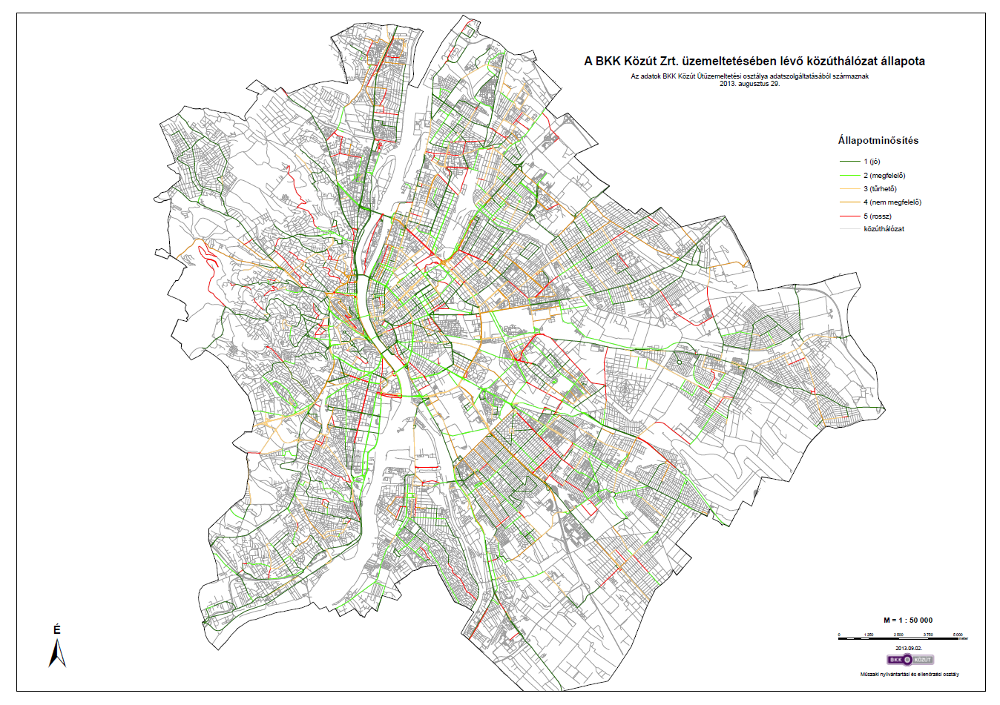 A BKK Közút Zrt. üzemeltetésében lévő közúthálózat állapota
Az adatok BKK Közút Útüzemeltetési osztálya adatszolgáltatásából származnak
2013. augusztus 29.
Állapotminősítés
1 (jó)
2 (megfelelő)
3 (tűrhető)
4 (nem megfelelő)
5 (rossz)
közúthálózat
É
M = 1 : 50 000
0 1 250 2 500 3 750 5 000
méter
2013.09.02.
BKK KÖZÚT
Műszaki nyilvántartási és ellenőrzési osztály